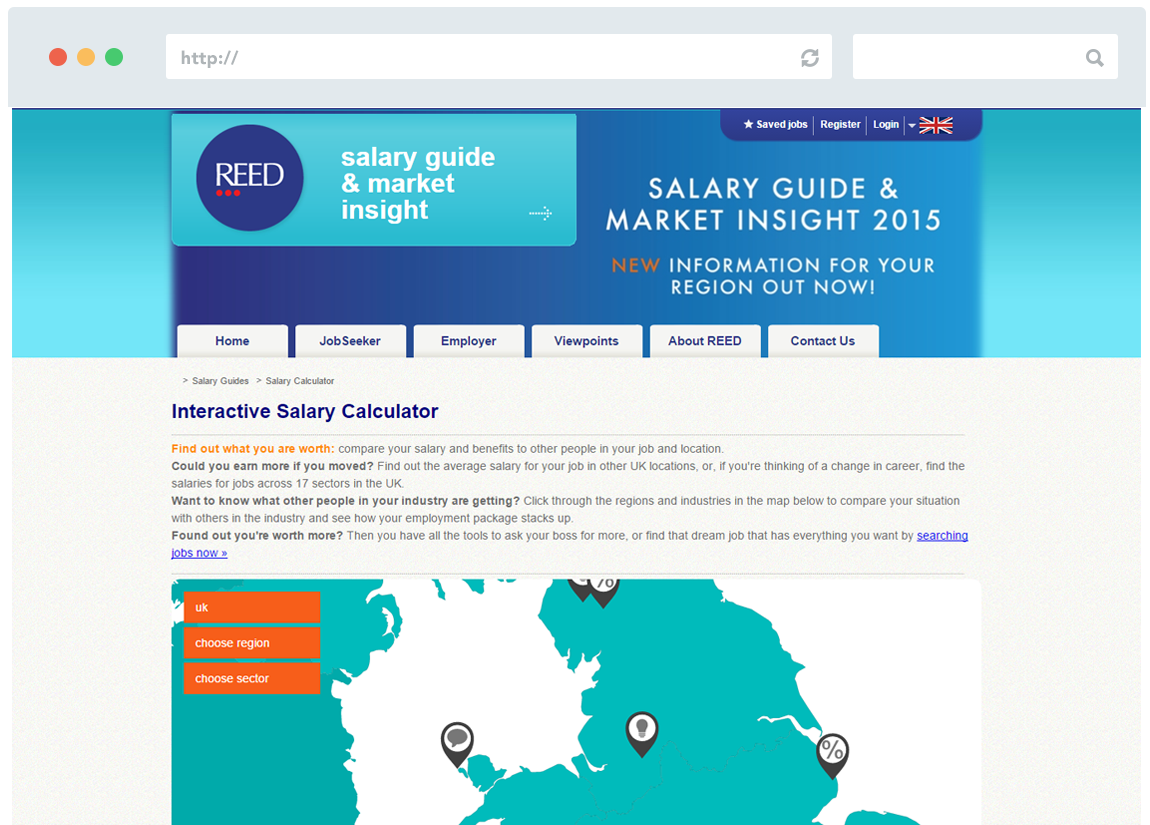 http://
★ Saved jobs | Register | Login
REED
salary guide
& market
insight
SALARY GUIDE &
MARKET INSIGHT 2015
NEW INFORMATION FOR YOUR
REGION OUT NOW!
Home JobSeeker Employer Viewpoints About REED Contact Us
> Salary Guides > Salary Calculator
Interactive Salary Calculator
Find out what you are worth: compare your salary and benefits to other people in your job and location.
Could you earn more if you moved? Find out the average salary for your job in other UK locations, or, if you're thinking of a change in career, find the
salaries for jobs across 17 sectors in the UK.
Want to know what other people in your industry are getting? Click through the regions and industries in the map below to compare your situation
with others in the industry and see how your employment package stacks up.
Found out you're worth more? Then you have all the tools to ask your boss for more, or find that dream job that has everything you want by searching
jobs now »
%
uk
choose region
choose sector
%